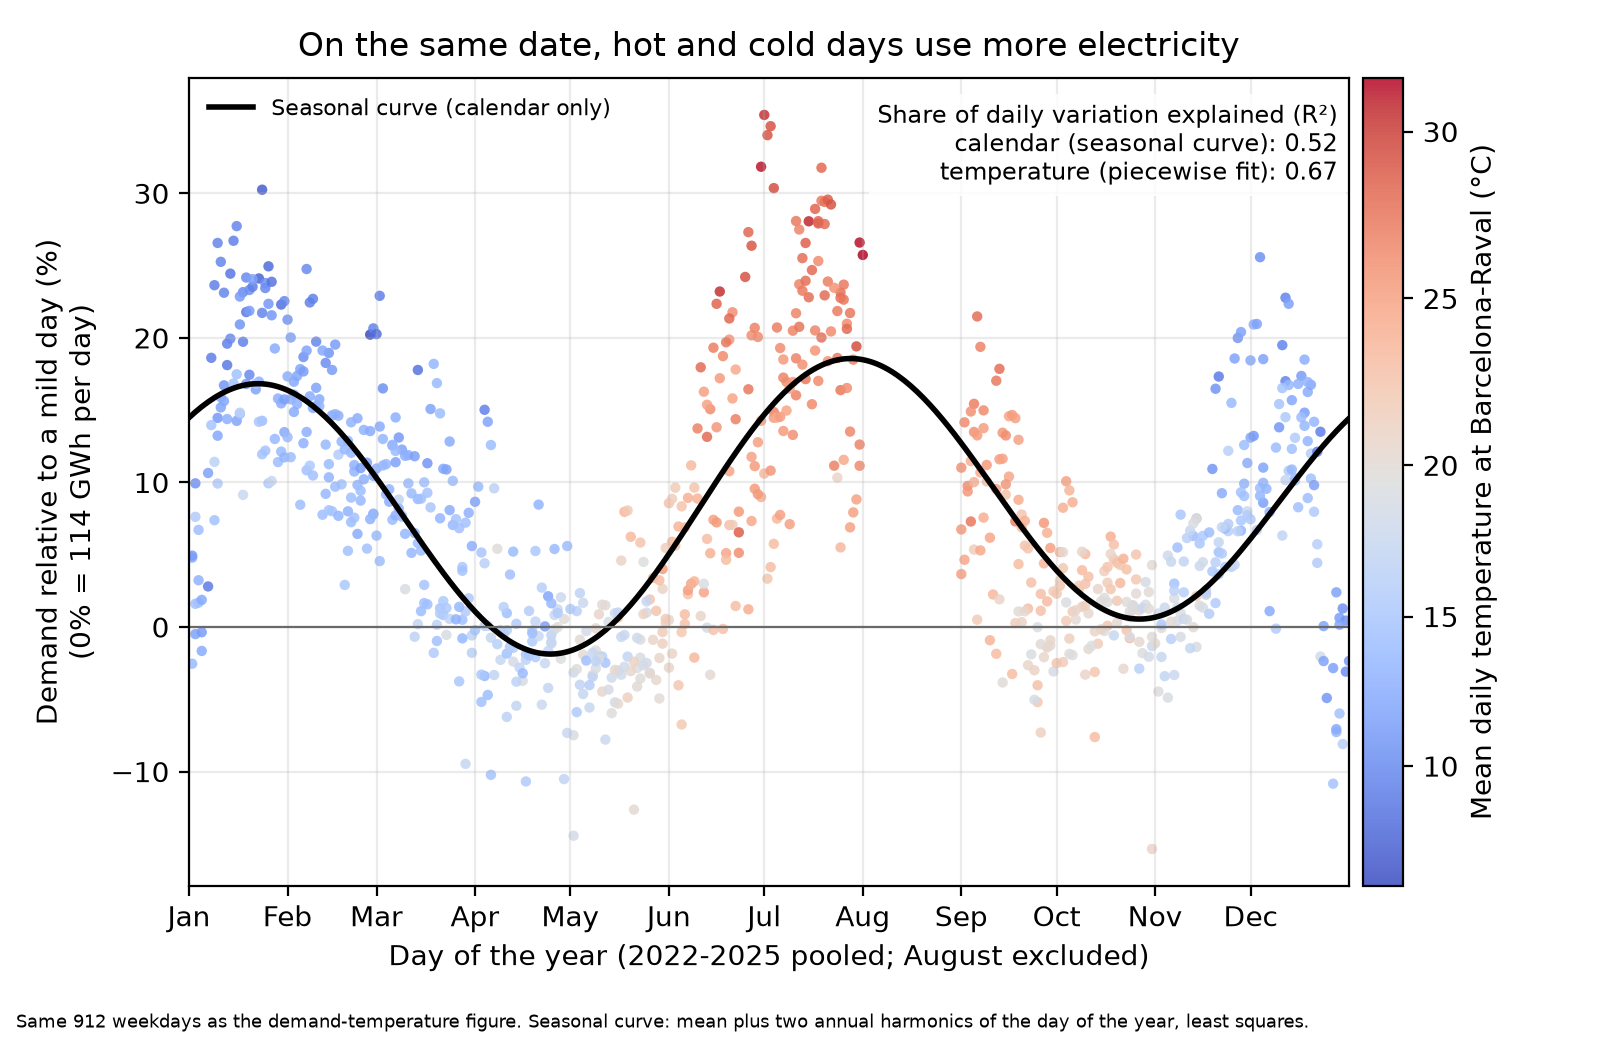 On the same date, hot and cold days use more electricity
Seasonal curve (calendar only)
Share of daily variation explained (R²)
calendar (seasonal curve): 0.52
temperature (piecewise fit): 0.67
Demand relative to a mild day (%)
(0% = 114 GWh per day)
30
20
10
0
−10
Jan Feb Mar Apr May Jun Jul Aug Sep Oct Nov Dec
Day of the year (2022-2025 pooled; August excluded)
30
25
20
15
10
Mean daily temperature at Barcelona-Raval (°C)
Same 912 weekdays as the demand-temperature figure. Seasonal curve: mean plus two annual harmonics of the day of the year, least squares.